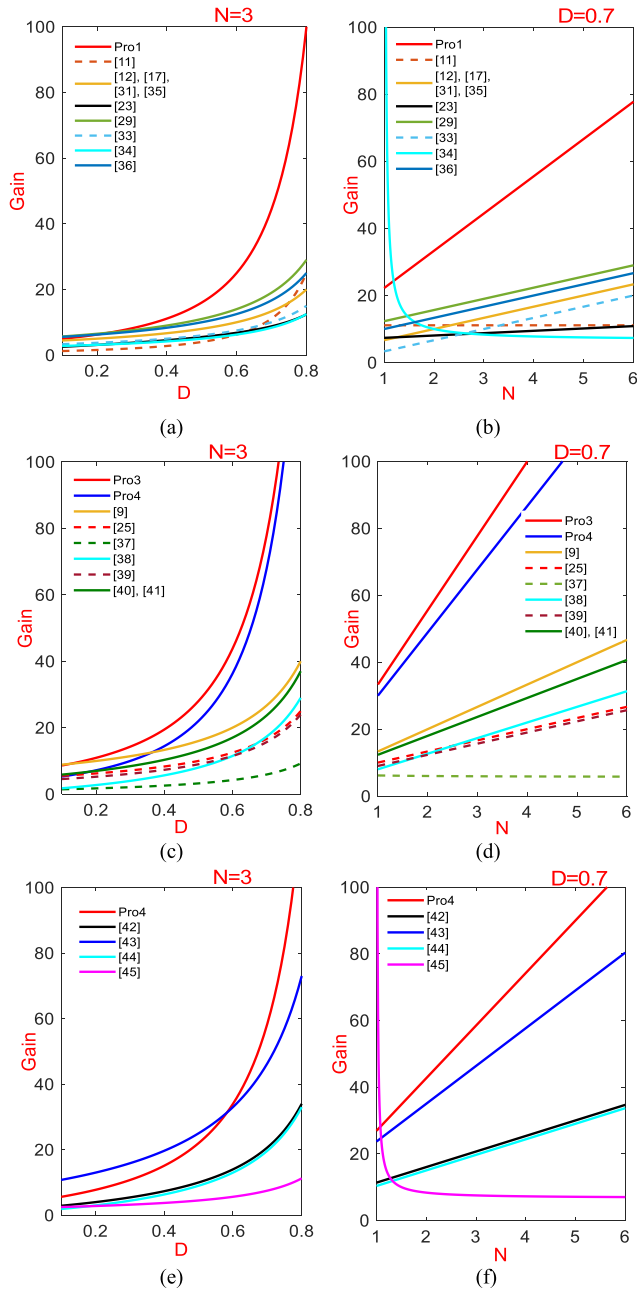 N=3
100
80
60
40
20
0
Gain
Pro1
[11]
[12], [17],
[31], [35]
[23]
[29]
[33]
[34]
[36]
0.2 0.4 0.6 0.8
D
(a)
D=0.7
100
80
60
40
20
0
Gain
Pro1
[11]
[12], [17],
[31], [35]
[23]
[29]
[33]
[34]
[36]
1 2 3 4 5 6
N
(b)
N=3
100
80
60
40
20
0
Gain
Pro3
Pro4
[9]
[25]
[37]
[38]
[39]
[40], [41]
0.2 0.4 0.6 0.8
D
(c)
D=0.7
100
80
60
40
20
0
Gain
Pro3
Pro4
[9]
[25]
[37]
[38]
[39]
[40], [41]
1 2 3 4 5 6
N
(d)
N=3
100
80
60
40
20
0
Gain
Pro4
[42]
[43]
[44]
[45]
0.2 0.4 0.6 0.8
D
(e)
D=0.7
100
80
60
40
20
0
Gain
Pro4
[42]
[43]
[44]
[45]
1 2 3 4 5 6
N
(f)